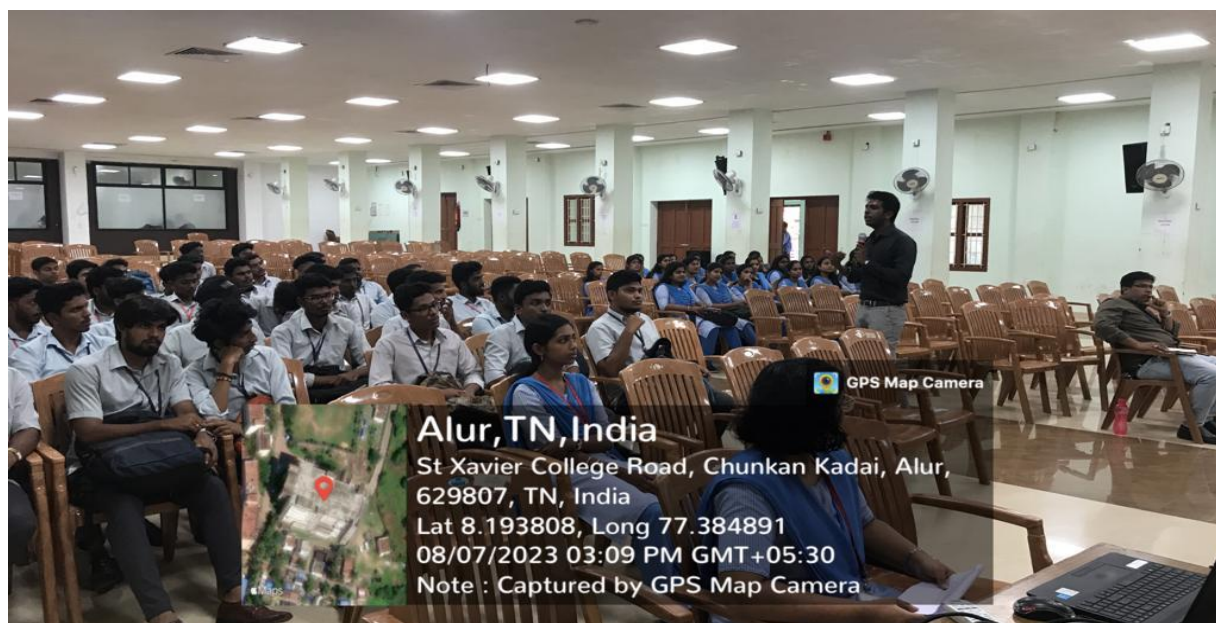 GPS Map Camera
Alur,TN,India
St Xavier College Road, Chunkan Kadai, Alur,
629807, TN, India
Lat 8.193808, Long 77.384891
08/07/2023 03:09 PM GMT+05:30
Note : Captured by GPS Map Camera
Maps